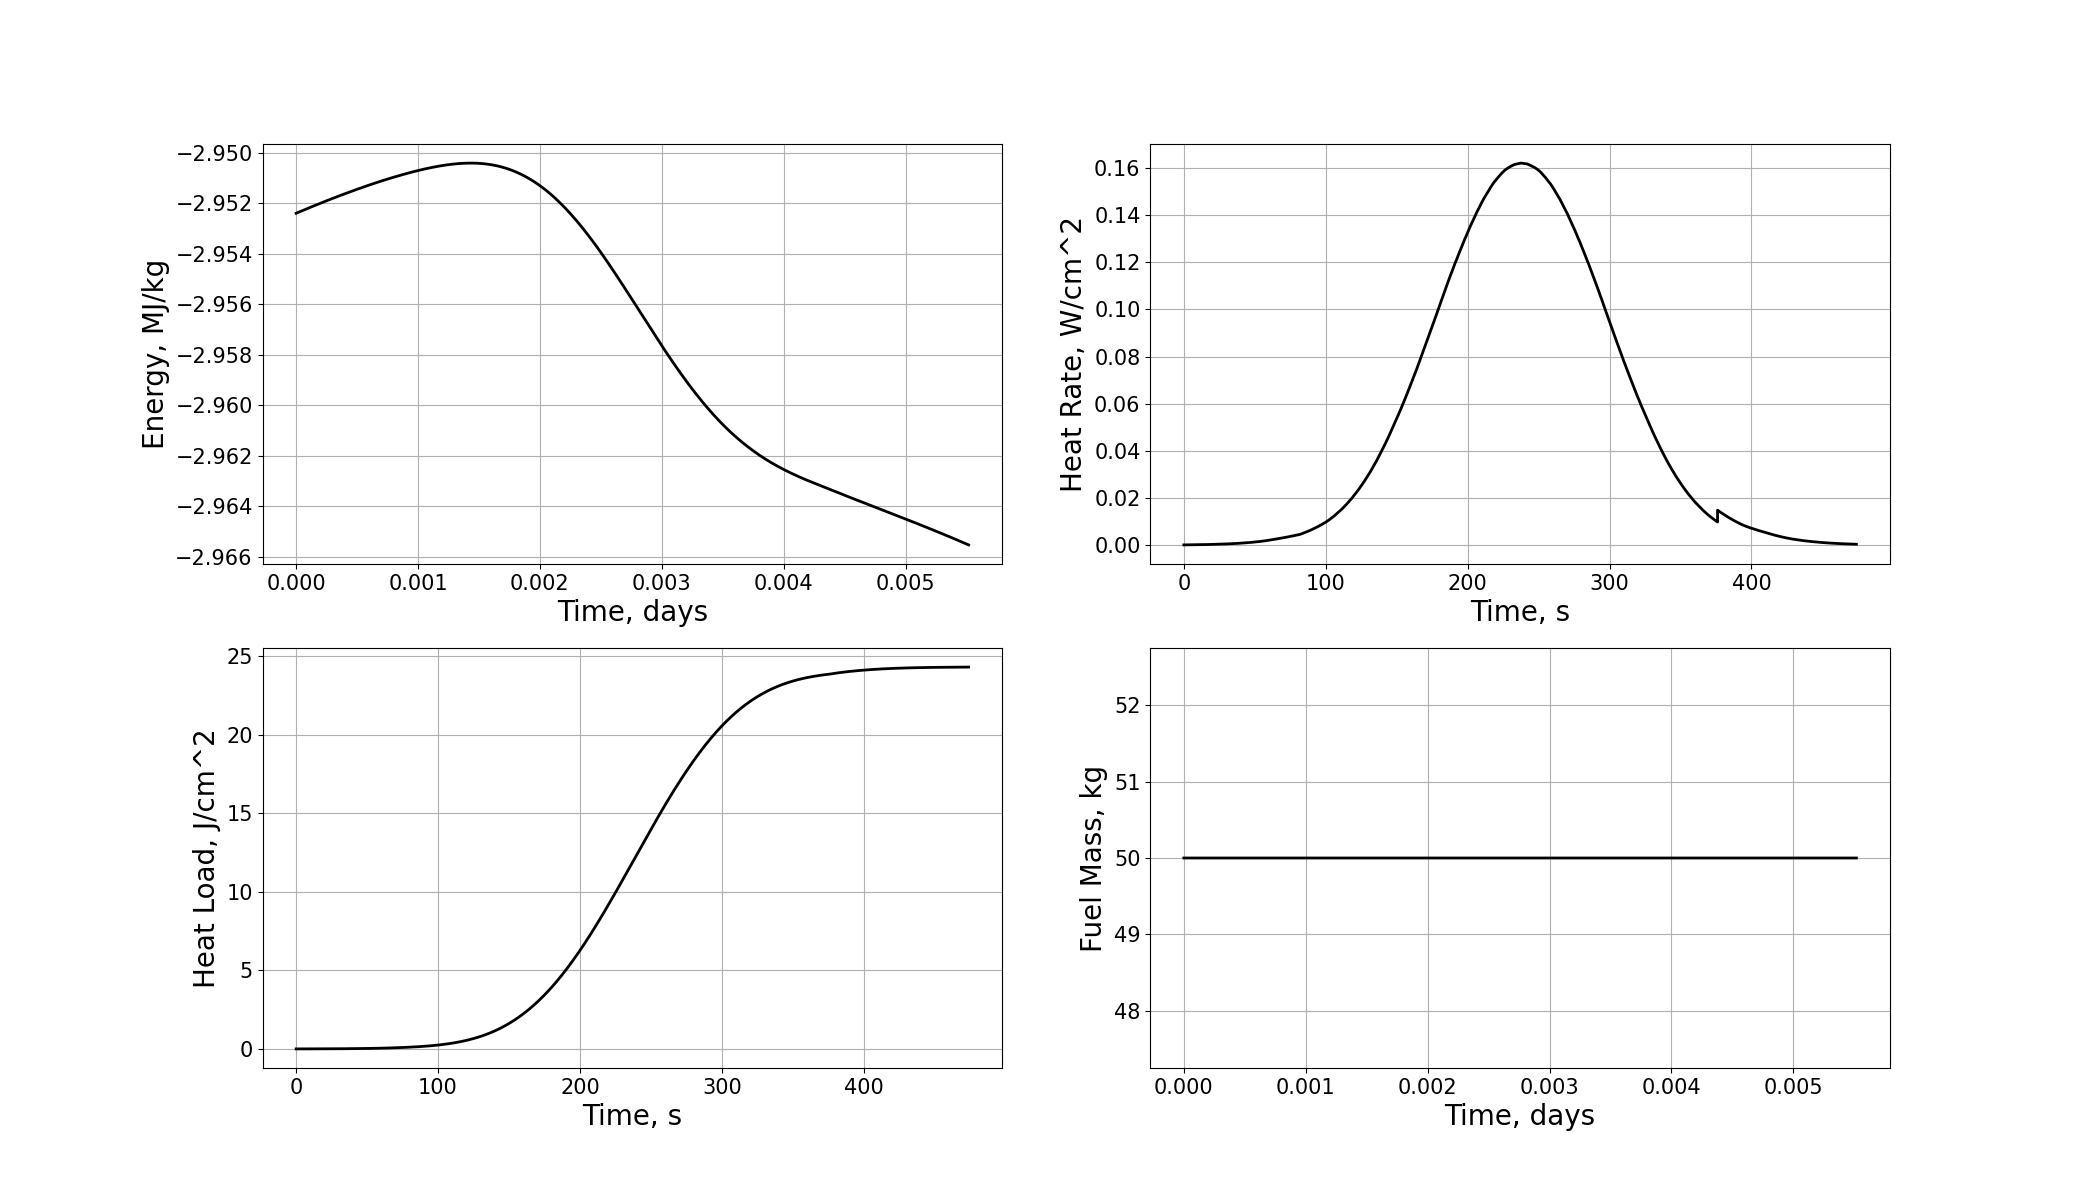 Energy, MJ/kg
−2.950
−2.952
−2.954
−2.956
−2.958
−2.960
−2.962
−2.964
−2.966
0.000 0.001 0.002 0.003 0.004 0.005
Time, days
Heat Rate, W/cm^2
0.16
0.14
0.12
0.10
0.08
0.06
0.04
0.02
0.00
0 100 200 300 400
Time, s
Heat Load, J/cm^2
25
20
15
10
5
0
0 100 200 300 400
Time, s
Fuel Mass, kg
52
51
50
49
48
0.000 0.001 0.002 0.003 0.004 0.005
Time, days